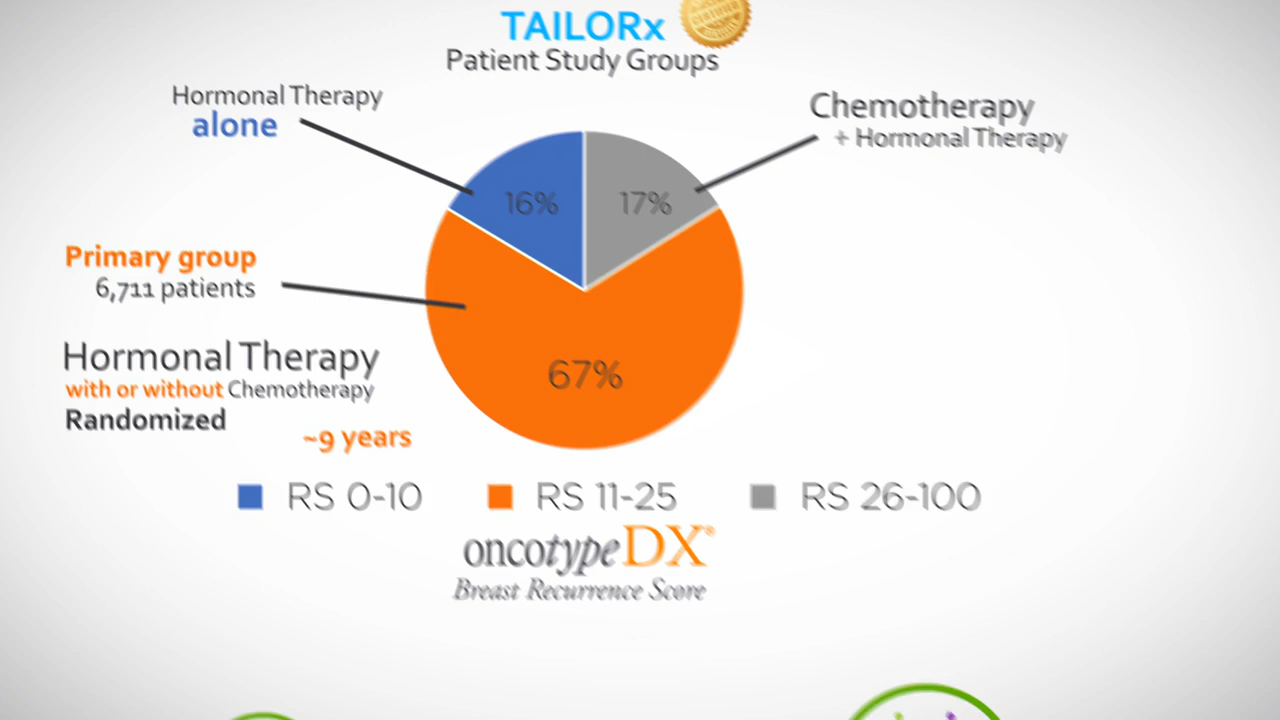 TAILORx
Patient Study Groups
Hormonal Therapy
alone
Chemotherapy
+ Hormonal Therapy
16%
17%
Primary group
6,711 patients
Hormonal Therapy
with or without Chemotherapy
Randomized
~9 years
67%
RS 0-10
RS 11-25
RS 26-100
oncotype DX®
Breast Recurrence Score